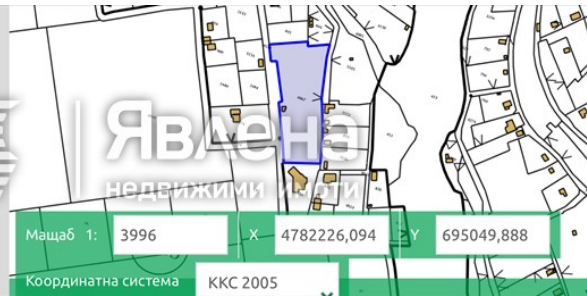 Явлена
недвижими имоти
Мащаб 1: 3996 X 4782226,094 Y 695049,888
Координатна система ККС 2005